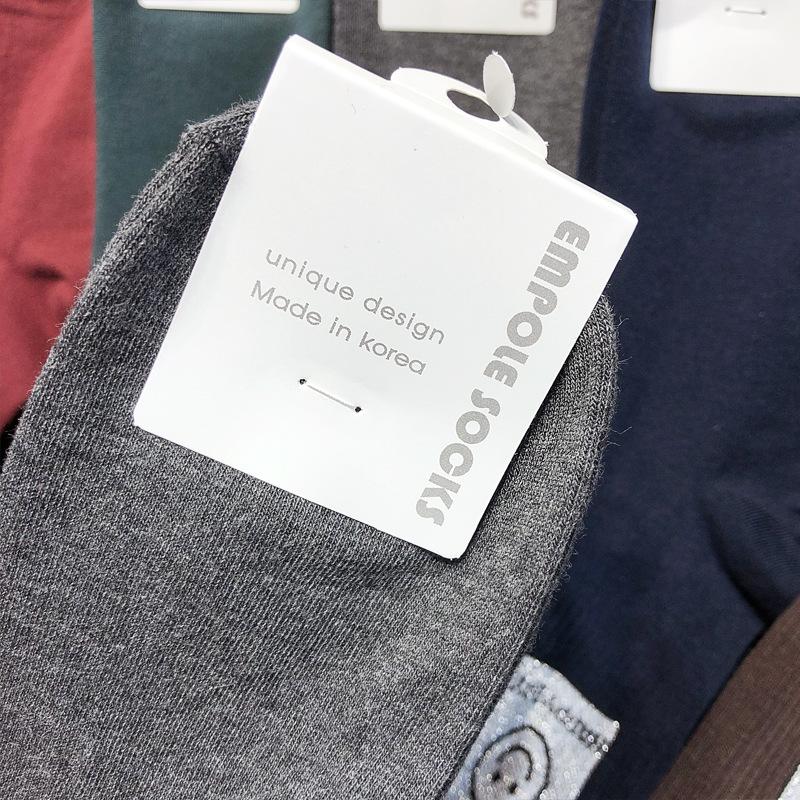 unique design
Made in korea
EMPOLE SOCKS